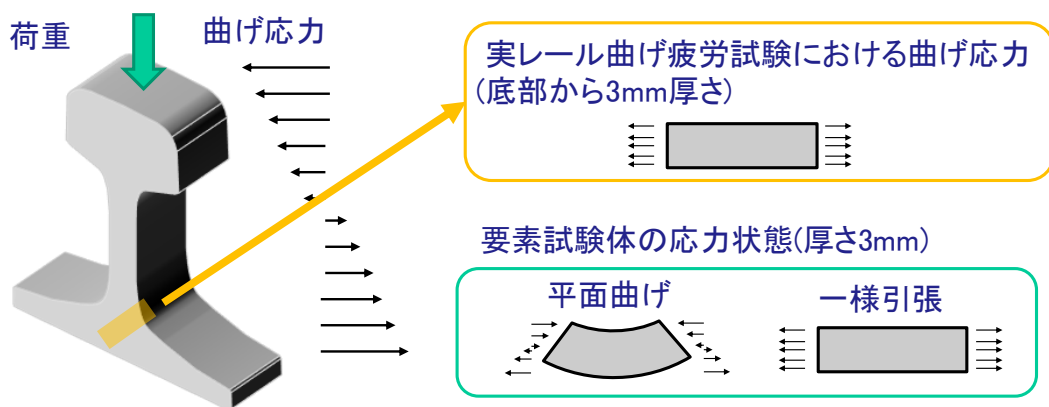 荷重
曲げ応力
実レール曲げ疲労試験における曲げ応力
(底部から3mm厚さ)
要素試験体の応力状態(厚さ3mm)
平面曲げ
一様引張